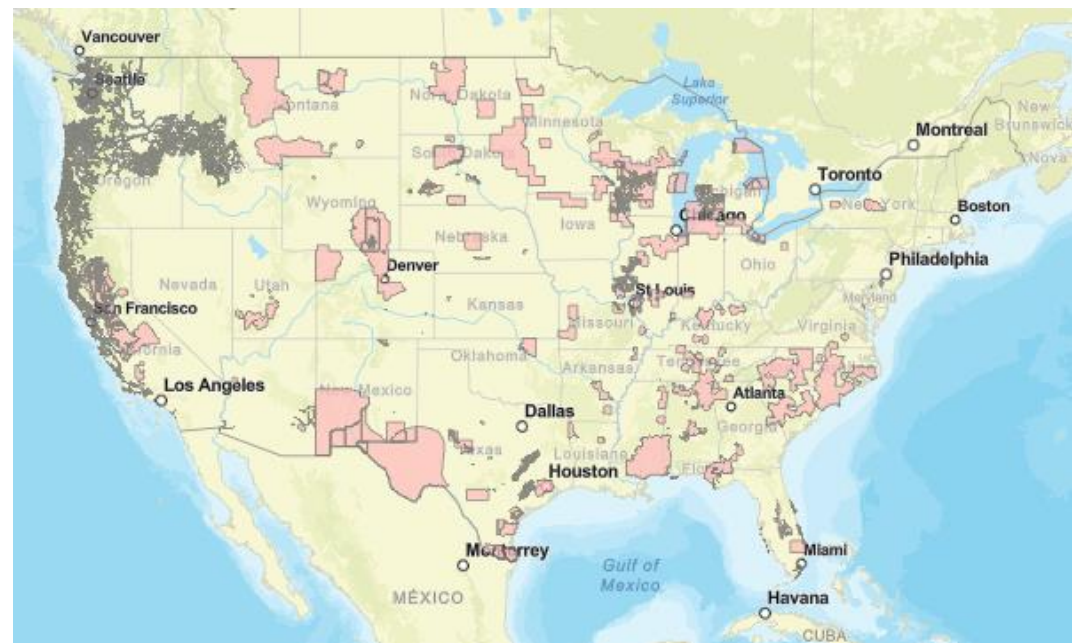 Vancouver
Seattle
Montana
North Dakota
Minnesota
Lake
Superior
Montreal
New
Brunswick
Nova
Oregon
South Dakota
Michigan
Toronto
New York
Boston
Wyoming
Iowa
Chicago
Nebraska
Ohio
Philadelphia
Nevada
Utah
Denver
Kansas
St Louis
Maryland
San Francisco
California
Missouri
Kentucky
Virginia
Oklahoma
Tennessee
Los Angeles
New Mexico
Arkansas
Atlanta
Dallas
Georgia
Texas
Louisiana
Houston
Flor
Monterrey
Miami
Gulf of
Mexico
MÉXICO
Havana
CUBA